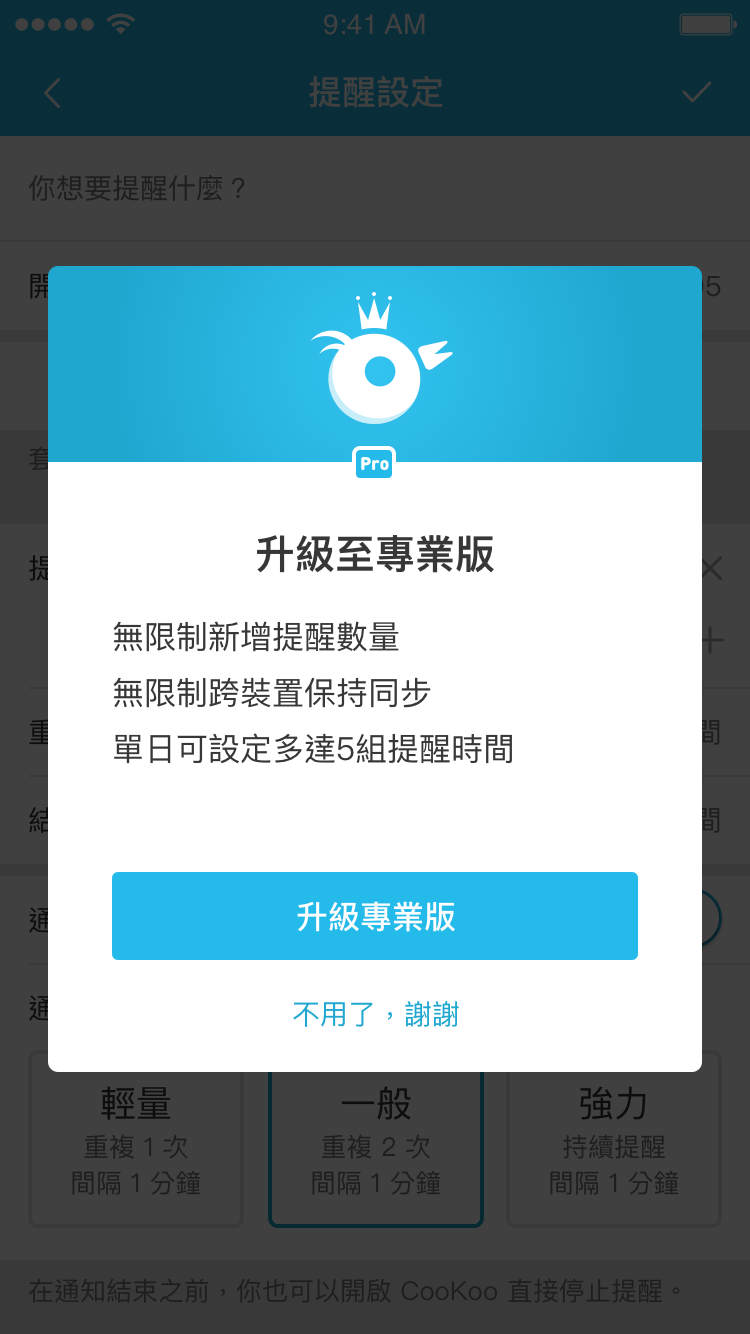 9:41 AM
提醒設定
你想要提醒什麼？
開
5
套
Pro
升級至專業版
提
無限制新增提醒數量
無限制跨裝置保持同步
重
間
單日可設定多達5組提醒時間
結
間
升級專業版
通
不用了，謝謝
通
輕量
一般
強力
重複 1 次
重複 2 次
持續提醒
間隔 1 分鐘
間隔 1 分鐘
間隔 1 分鐘
在通知結束之前，你也可以開啟 CooKoo 直接停止提醒。